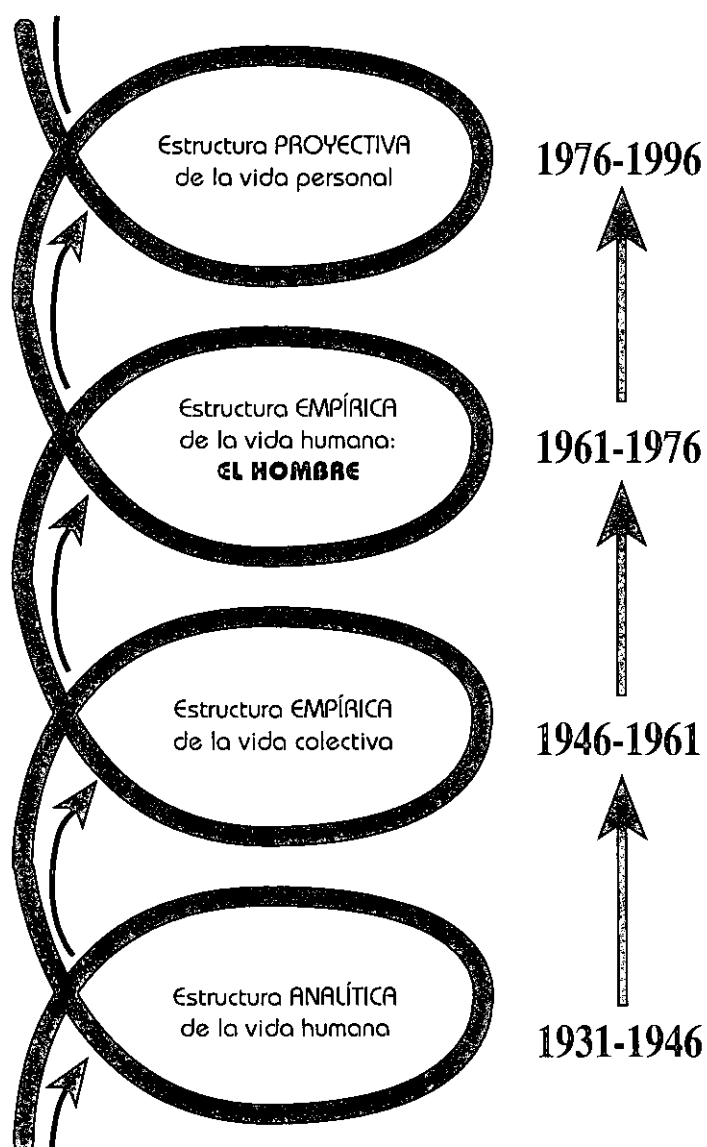 Estructura PROYECTIVA
de la vida personal
1976-1996
Estructura EMPÍRICA
de la vida humana:
EL HOMBRE
1961-1976
Estructura EMPÍRICA
de la vida colectiva
1946-1961
Estructura ANALÍTICA
de la vida humana
1931-1946